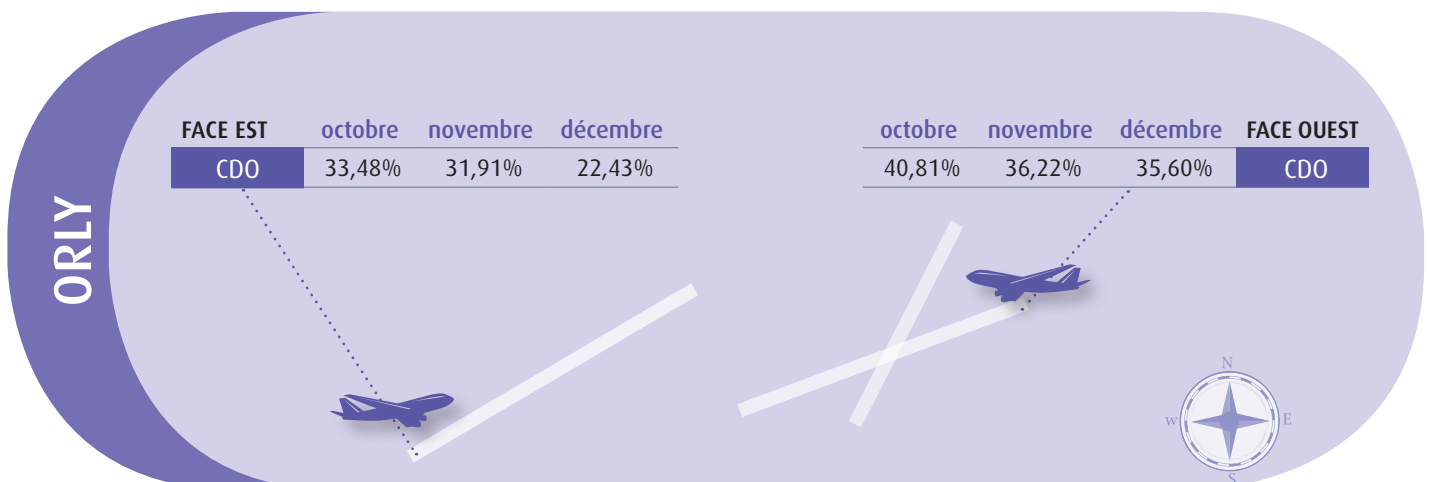 ORLY
FACE EST octobre novembre décembre
CDO 33,48% 31,91% 22,43%
octobre novembre décembre FACE OUEST
40,81% 36,22% 35,60% CDO
N
W E
S